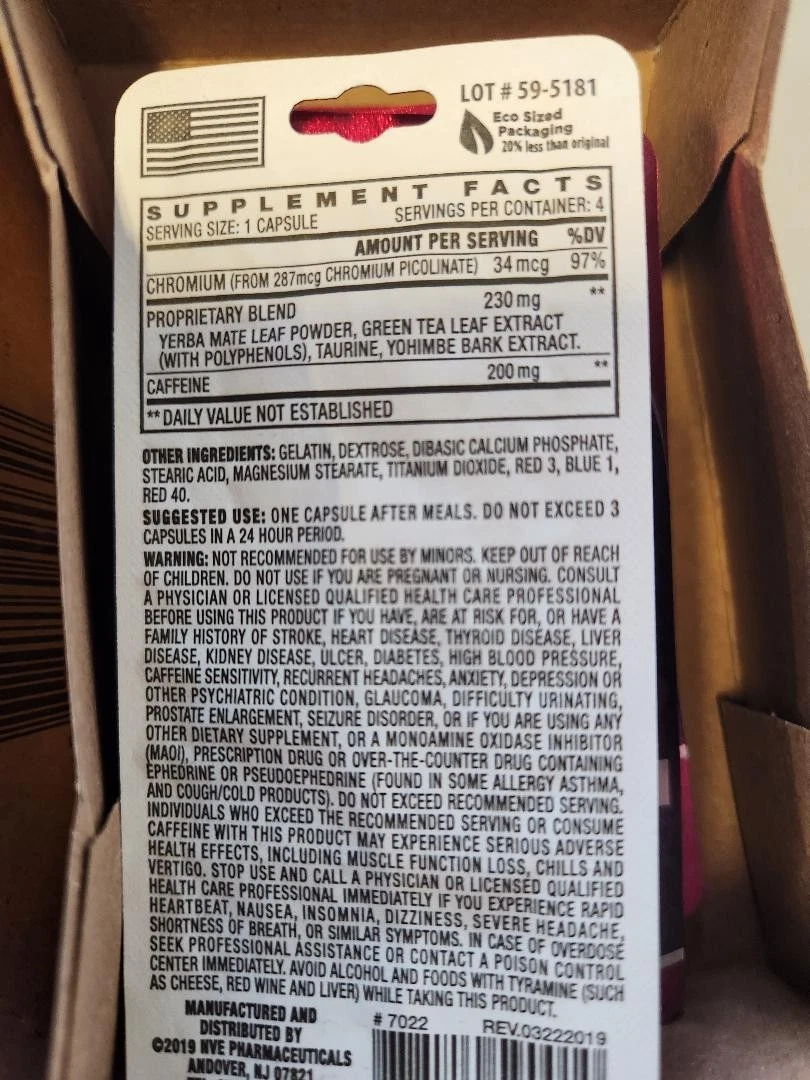 LOT # 59-5181
Eco Sized
Packaging
20% less than original
SUPPLEMENT FACTS
SERVING SIZE: 1 CAPSULE SERVINGS PER CONTAINER: 4
AMOUNT PER SERVING %DV
CHROMIUM (FROM 287mcg CHROMIUM PICOLINATE) 34 mcg 97%
PROPRIETARY BLEND 230 mg **
YERBA MATE LEAF POWDER, GREEN TEA LEAF EXTRACT
(WITH POLYPHENOLS), TAURINE, YOHIMBE BARK EXTRACT.
CAFFEINE 200 mg **
** DAILY VALUE NOT ESTABLISHED
OTHER INGREDIENTS: GELATIN, DEXTROSE, DIBASIC CALCIUM PHOSPHATE,
STEARIC ACID, MAGNESIUM STEARATE, TITANIUM DIOXIDE, RED 3, BLUE 1,
RED 40.
SUGGESTED USE: ONE CAPSULE AFTER MEALS. DO NOT EXCEED 3
CAPSULES IN A 24 HOUR PERIOD.
WARNING: NOT RECOMMENDED FOR USE BY MINORS. KEEP OUT OF REACH
OF CHILDREN. DO NOT USE IF YOU ARE PREGNANT OR NURSING. CONSULT
A PHYSICIAN OR LICENSED QUALIFIED HEALTH CARE PROFESSIONAL
BEFORE USING THIS PRODUCT IF YOU HAVE, ARE AT RISK FOR, OR HAVE A
FAMILY HISTORY OF STROKE, HEART DISEASE, THYROID DISEASE, LIVER
DISEASE, KIDNEY DISEASE, ULCER, DIABETES, HIGH BLOOD PRESSURE,
CAFFEINE SENSITIVITY, RECURRENT HEADACHES, ANXIETY, DEPRESSION OR
OTHER PSYCHIATRIC CONDITION, GLAUCOMA, DIFFICULTY URINATING,
PROSTATE ENLARGEMENT, SEIZURE DISORDER, OR IF YOU ARE USING ANY
OTHER DIETARY SUPPLEMENT, OR A MONOAMINE OXIDASE INHIBITOR
(MAOI), PRESCRIPTION DRUG OR OVER-THE-COUNTER DRUG CONTAINING
EPHEDRINE OR PSEUDOEPHEDRINE (FOUND IN SOME ALLERGY ASTHMA,
AND COUGH/COLD PRODUCTS). DO NOT EXCEED RECOMMENDED SERVING.
INDIVIDUALS WHO EXCEED THE RECOMMENDED SERVING OR CONSUME
CAFFEINE WITH THIS PRODUCT MAY EXPERIENCE SERIOUS ADVERSE
HEALTH EFFECTS, INCLUDING MUSCLE FUNCTION LOSS, CHILLS AND
VERTIGO. STOP USE AND CALL A PHYSICIAN OR LICENSED QUALIFIED
HEALTH CARE PROFESSIONAL IMMEDIATELY IF YOU EXPERIENCE RAPID
HEARTBEAT, NAUSEA, INSOMNIA, DIZZINESS, SEVERE HEADACHE,
SHORTNESS OF BREATH, OR SIMILAR SYMPTOMS. IN CASE OF OVERDOSE
SEEK PROFESSIONAL ASSISTANCE OR CONTACT A POISON CONTROL
CENTER IMMEDIATELY. AVOID ALCOHOL AND FOODS WITH TYRAMINE (SUCH
AS CHEESE, RED WINE AND LIVER) WHILE TAKING THIS PRODUCT.
MANUFACTURED AND
DISTRIBUTED BY
©2019 NVE PHARMACEUTICALS
ANDOVER, NJ 07821
# 7022 REV.03222019